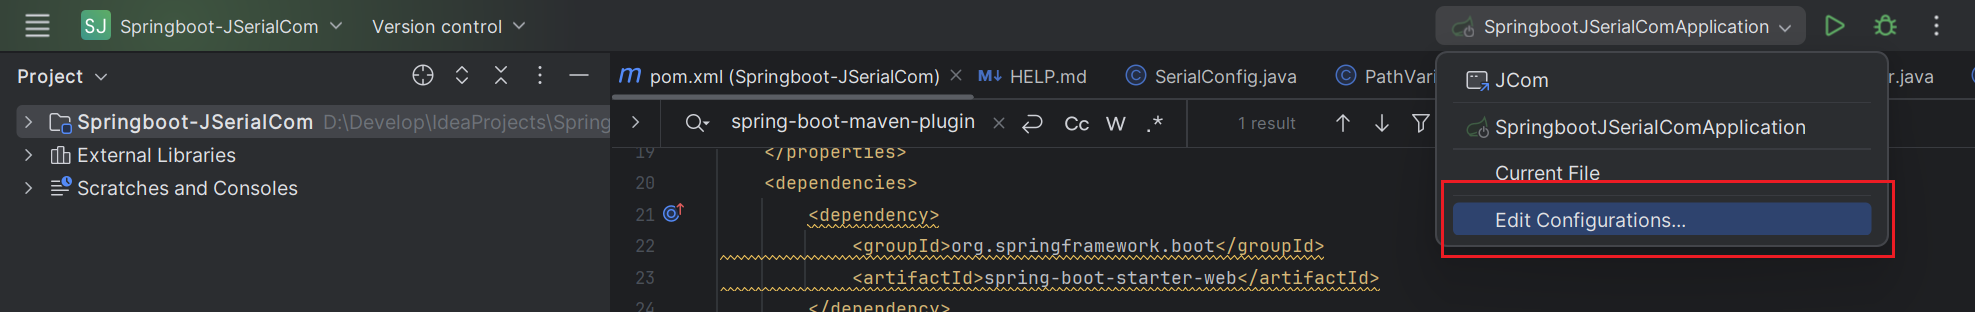 SJ Springboot-JSerialCom Version control SpringbootJSerialComApplication
Project
m pom.xml (Springboot-JSerialCom) M↓ HELP.md SerialConfig.java PathVari r.java
JCom
Springboot-JSerialCom D:\Develop\IdeaProjects\Spring
spring-boot-maven-plugin Cc W .* 1 result
SpringbootJSerialComApplication
External Libraries
19 </properties>
Current File
Scratches and Consoles
20 <dependencies>
21 <dependency>
Edit Configurations...
22 <groupId>org.springframework.boot</groupId>
23 <artifactId>spring-boot-starter-web</artifactId>
24 </dependency>